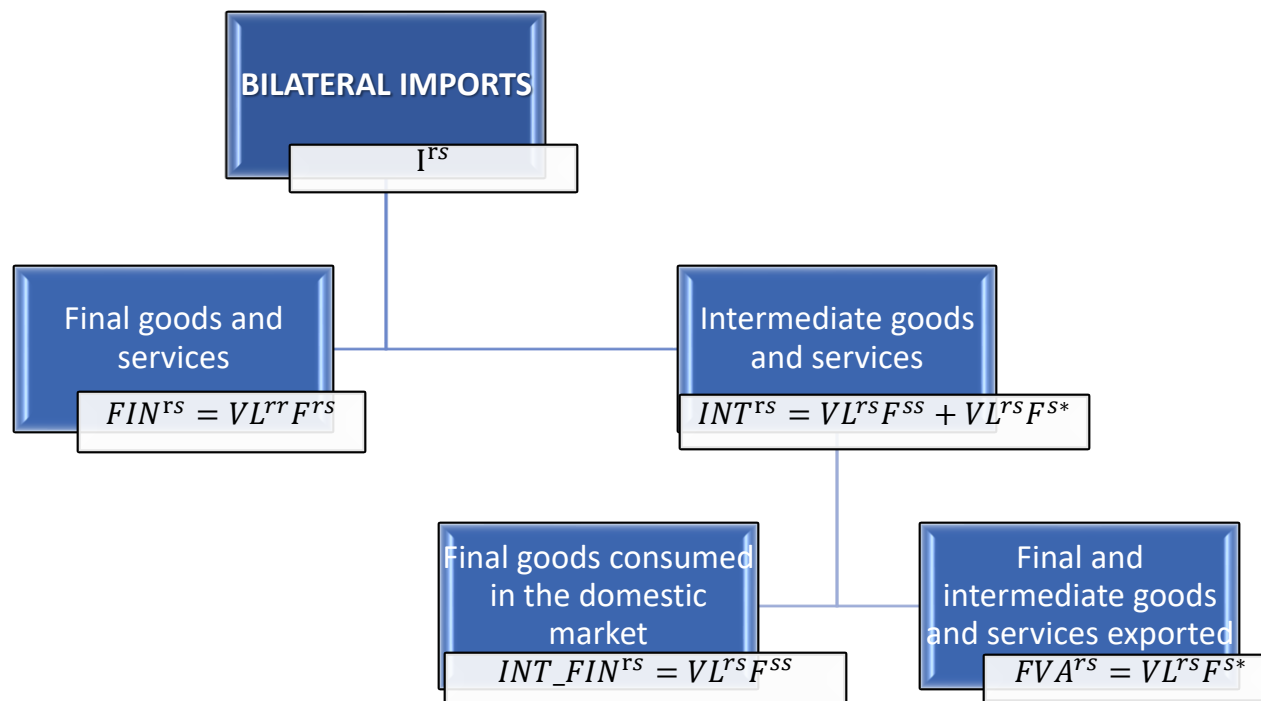 BILATERAL IMPORTS
I^{rs}
Final goods and
services
FIN^{rs} = VL^{rr}F^{rs}
Intermediate goods
and services
INT^{rs} = VL^{rs}F^{ss} + VL^{rs}F^{s*}
Final goods consumed
in the domestic
market
INT_FIN^{rs} = VL^{rs}F^{ss}
Final and
intermediate goods
and services exported
FVA^{rs} = VL^{rs}F^{s*}